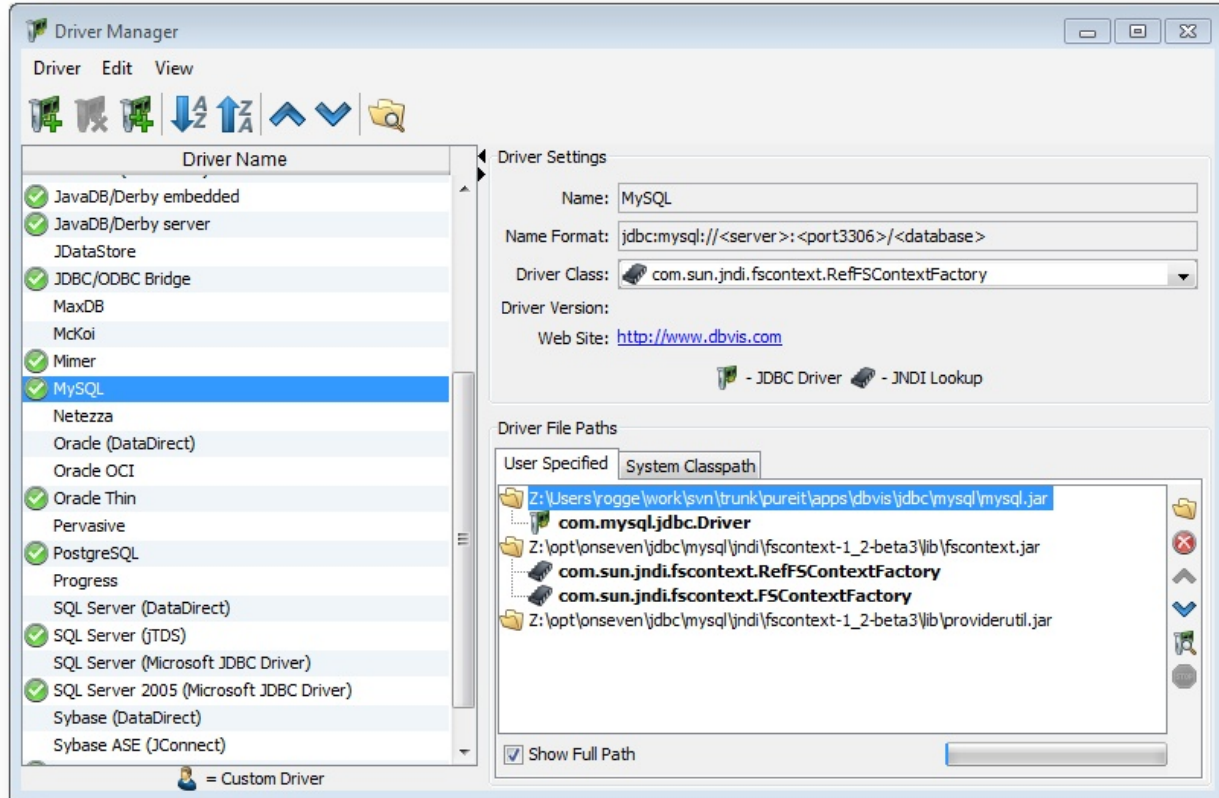 Driver Manager
Driver Edit View
Driver Name
JavaDB/Derby embedded
JavaDB/Derby server
JDataStore
JDBC/ODBC Bridge
MaxDB
McKoi
Mimer
MySQL
Netezza
Oracle (DataDirect)
Oracle OCI
Oracle Thin
Pervasive
PostgreSQL
Progress
SQL Server (DataDirect)
SQL Server (jTDS)
SQL Server (Microsoft JDBC Driver)
SQL Server 2005 (Microsoft JDBC Driver)
Sybase (DataDirect)
Sybase ASE (JConnect)
= Custom Driver
Driver Settings
Name: MySQL
Name Format: jdbc:mysql://<server>:<port3306>/<database>
Driver Class: com.sun.jndi.fscontext.RefFSContextFactory
Driver Version:
Web Site: http://www.dbvis.com
- JDBC Driver - JNDI Lookup
Driver File Paths
User Specified System Classpath
Z:\Users\rogge\work\svn\trunk\pureit\apps\dbvis\jdbc\mysql\mysql.jar
com.mysql.jdbc.Driver
Z:\opt\onseven\jdbc\mysql\jndi\fscontext-1_2-beta3\lib\fscontext.jar
com.sun.jndi.fscontext.RefFSContextFactory
com.sun.jndi.fscontext.FSContextFactory
Z:\opt\onseven\jdbc\mysql\jndi\fscontext-1_2-beta3\lib\providerutil.jar
Show Full Path